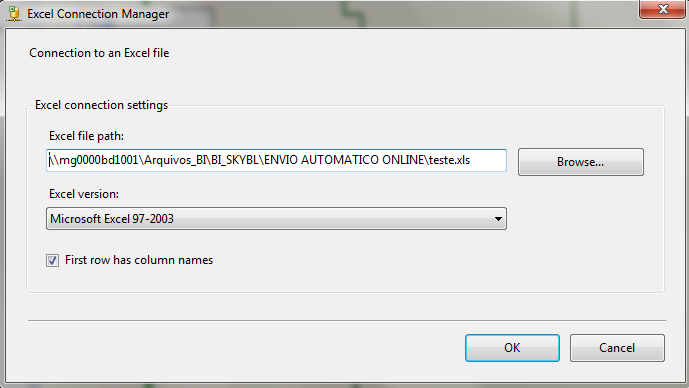 Excel Connection Manager
Connection to an Excel file
Excel connection settings
Excel file path:
\\mg0000bd1001\Arquivos_BI\BI_SKYBL\ENVIO AUTOMATICO ONLINE\teste.xls
Browse...
Excel version:
Microsoft Excel 97-2003
First row has column names
OK
Cancel